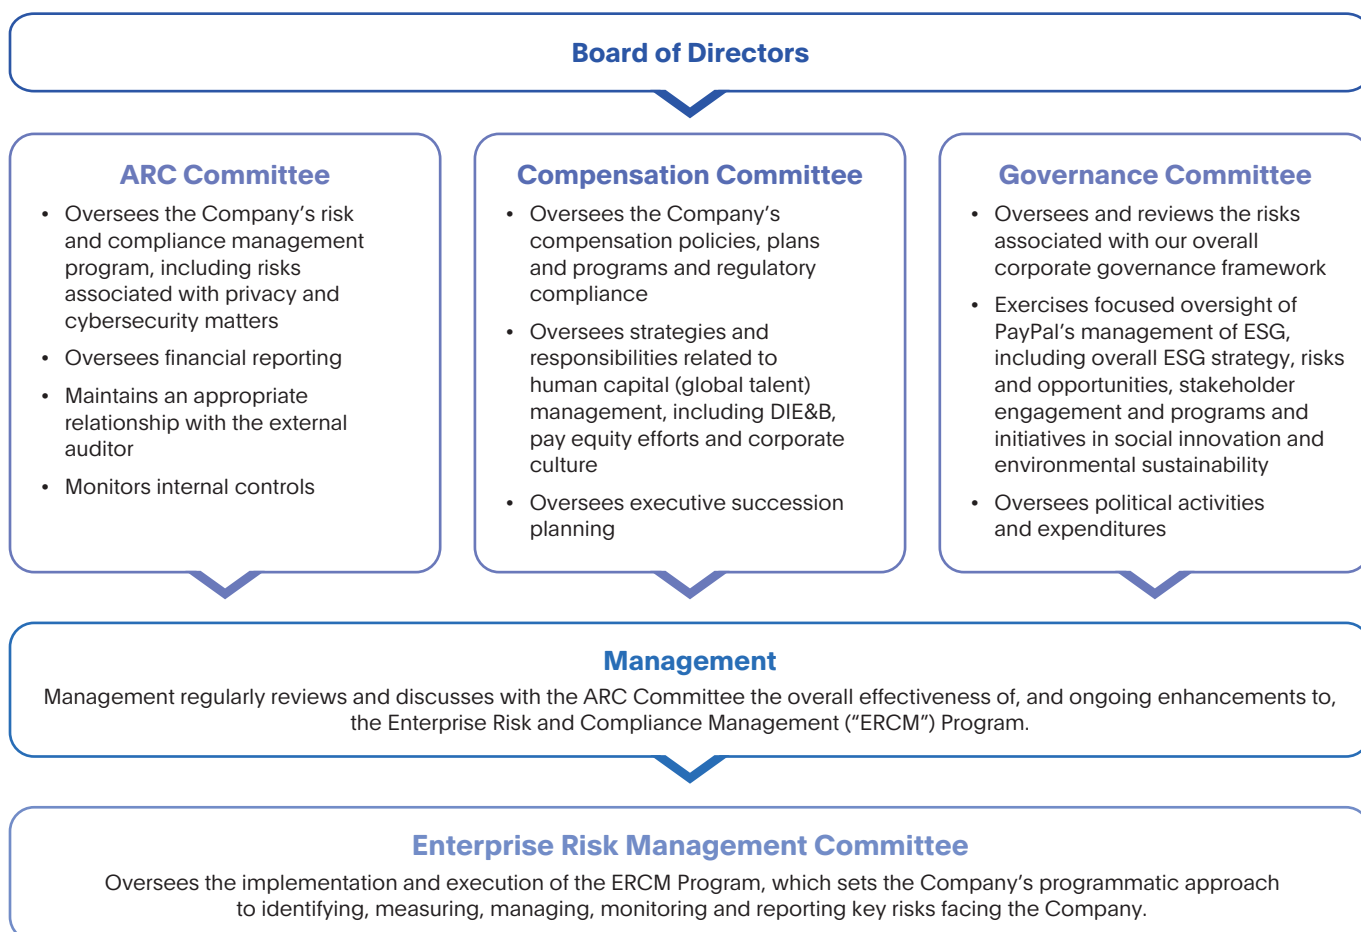 Board of Directors
ARC Committee
• Oversees the Company’s risk
and compliance management
program, including risks
associated with privacy and
cybersecurity matters
• Oversees financial reporting
• Maintains an appropriate
relationship with the external
auditor
• Monitors internal controls
Compensation Committee
• Oversees the Company’s
compensation policies, plans
and programs and regulatory
compliance
• Oversees strategies and
responsibilities related to
human capital (global talent)
management, including DIE&B,
pay equity efforts and corporate
culture
• Oversees executive succession
planning
Governance Committee
• Oversees and reviews the risks
associated with our overall
corporate governance framework
• Exercises focused oversight of
PayPal’s management of ESG,
including overall ESG strategy, risks
and opportunities, stakeholder
engagement and programs and
initiatives in social innovation and
environmental sustainability
• Oversees political activities
and expenditures
Management
Management regularly reviews and discusses with the ARC Committee the overall effectiveness of, and ongoing enhancements to,
the Enterprise Risk and Compliance Management (“ERCM”) Program.
Enterprise Risk Management Committee
Oversees the implementation and execution of the ERCM Program, which sets the Company’s programmatic approach
to identifying, measuring, managing, monitoring and reporting key risks facing the Company.